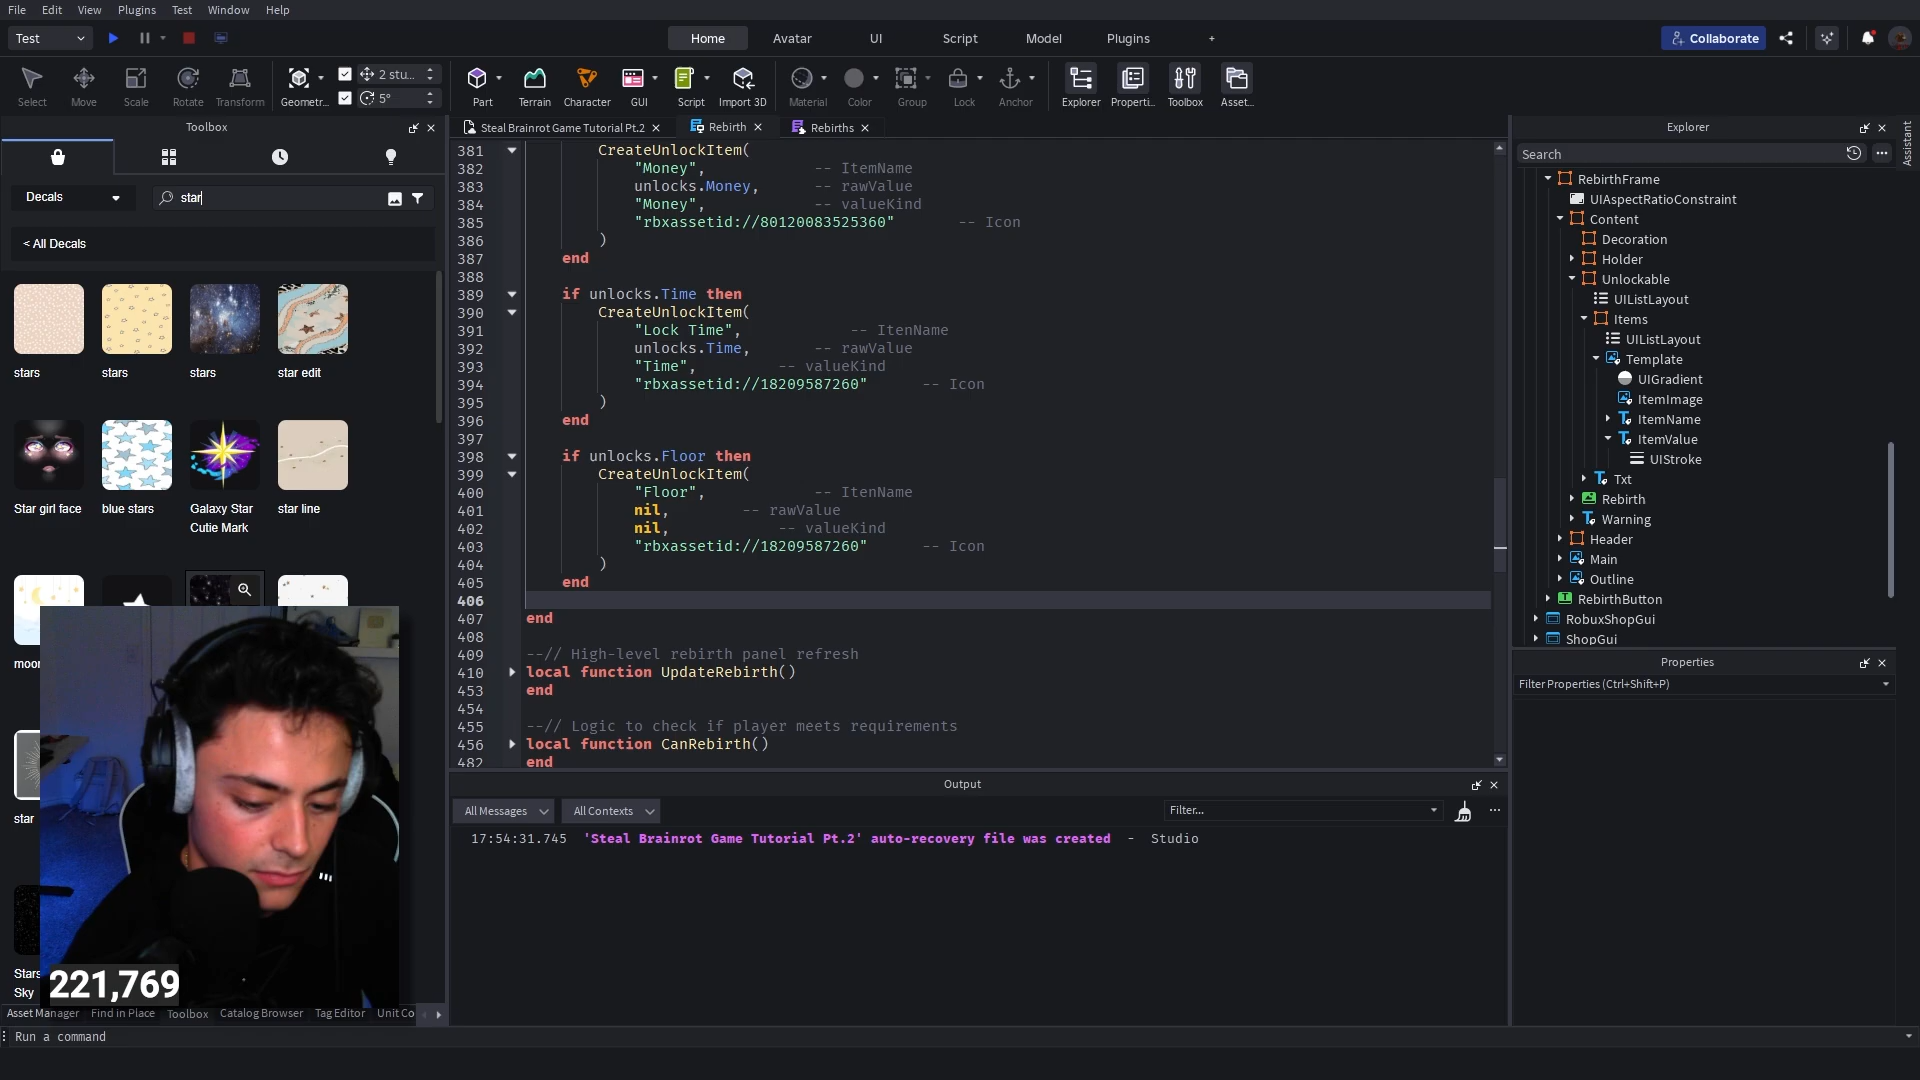 File Edit View Plugins Test Window Help
Test Home Avatar UI Script Model Plugins + Collaborate
Select Move Scale Rotate Transform Geometr... 2 stu... 5° Part Terrain Character GUI Script Import 3D Material Color Group Lock Anchor Explorer Properti... Toolbox Asset...
Toolbox
Decals star
< All Decals
stars stars stars star edit
Star girl face blue stars Galaxy Star Cutie Mark star line
moon
star
Stars
Sky
221,769
Asset Manager Find in Place Toolbox Catalog Browser Tag Editor Unit Co
Run a command
Steal Brainrot Game Tutorial Pt.2 Rebirth Rebirths
381 CreateUnlockItem(
382 "Money", -- ItemName
383 unlocks.Money, -- rawValue
384 "Money", -- valueKind
385 "rbxassetid://80120083525360" -- Icon
386 )
387 end
388
389 if unlocks.Time then
390 CreateUnlockItem(
391 "Lock Time", -- ItenName
392 unlocks.Time, -- rawValue
393 "Time", -- valueKind
394 "rbxassetid://18209587260" -- Icon
395 )
396 end
397
398 if unlocks.Floor then
399 CreateUnlockItem(
400 "Floor", -- ItenName
401 nil, -- rawValue
402 nil, -- valueKind
403 "rbxassetid://18209587260" -- Icon
404 )
405 end
406
407 end
408
409 --// High-level rebirth panel refresh
410 local function UpdateRebirth()
453 end
454
455 --// Logic to check if player meets requirements
456 local function CanRebirth()
482 end
Output
All Messages All Contexts Filter...
17:54:31.745 'Steal Brainrot Game Tutorial Pt.2' auto-recovery file was created - Studio
Explorer
Assistant
Search
RebirthFrame
UIAspectRatioConstraint
Content
Decoration
Holder
Unlockable
UIListLayout
Items
UIListLayout
Template
UIGradient
ItemImage
ItemName
ItemValue
UIStroke
Txt
Rebirth
Warning
Header
Main
Outline
RebirthButton
RobuxShopGui
ShopGui
Properties
Filter Properties (Ctrl+Shift+P)